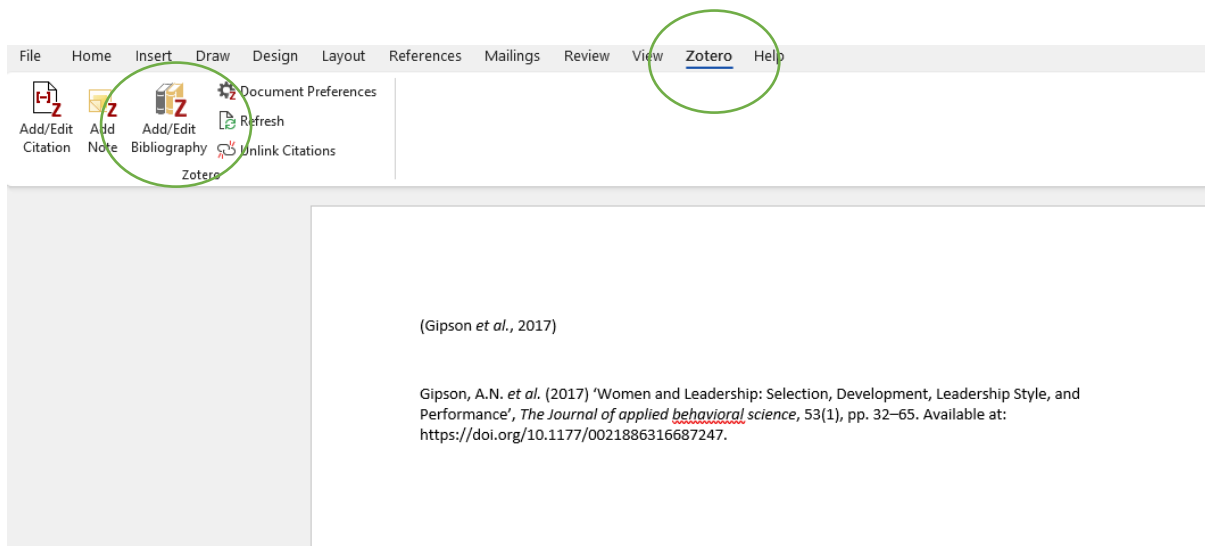 File Home Insert Draw Design Layout References Mailings Review View Zotero Help
Add/Edit Citation
Add Note
Add/Edit Bibliography
Document Preferences
Refresh
Unlink Citations
Zotero
(Gipson et al., 2017)
Gipson, A.N. et al. (2017) ‘Women and Leadership: Selection, Development, Leadership Style, and
Performance’, The Journal of applied behavioral science, 53(1), pp. 32–65. Available at:
https://doi.org/10.1177/0021886316687247.